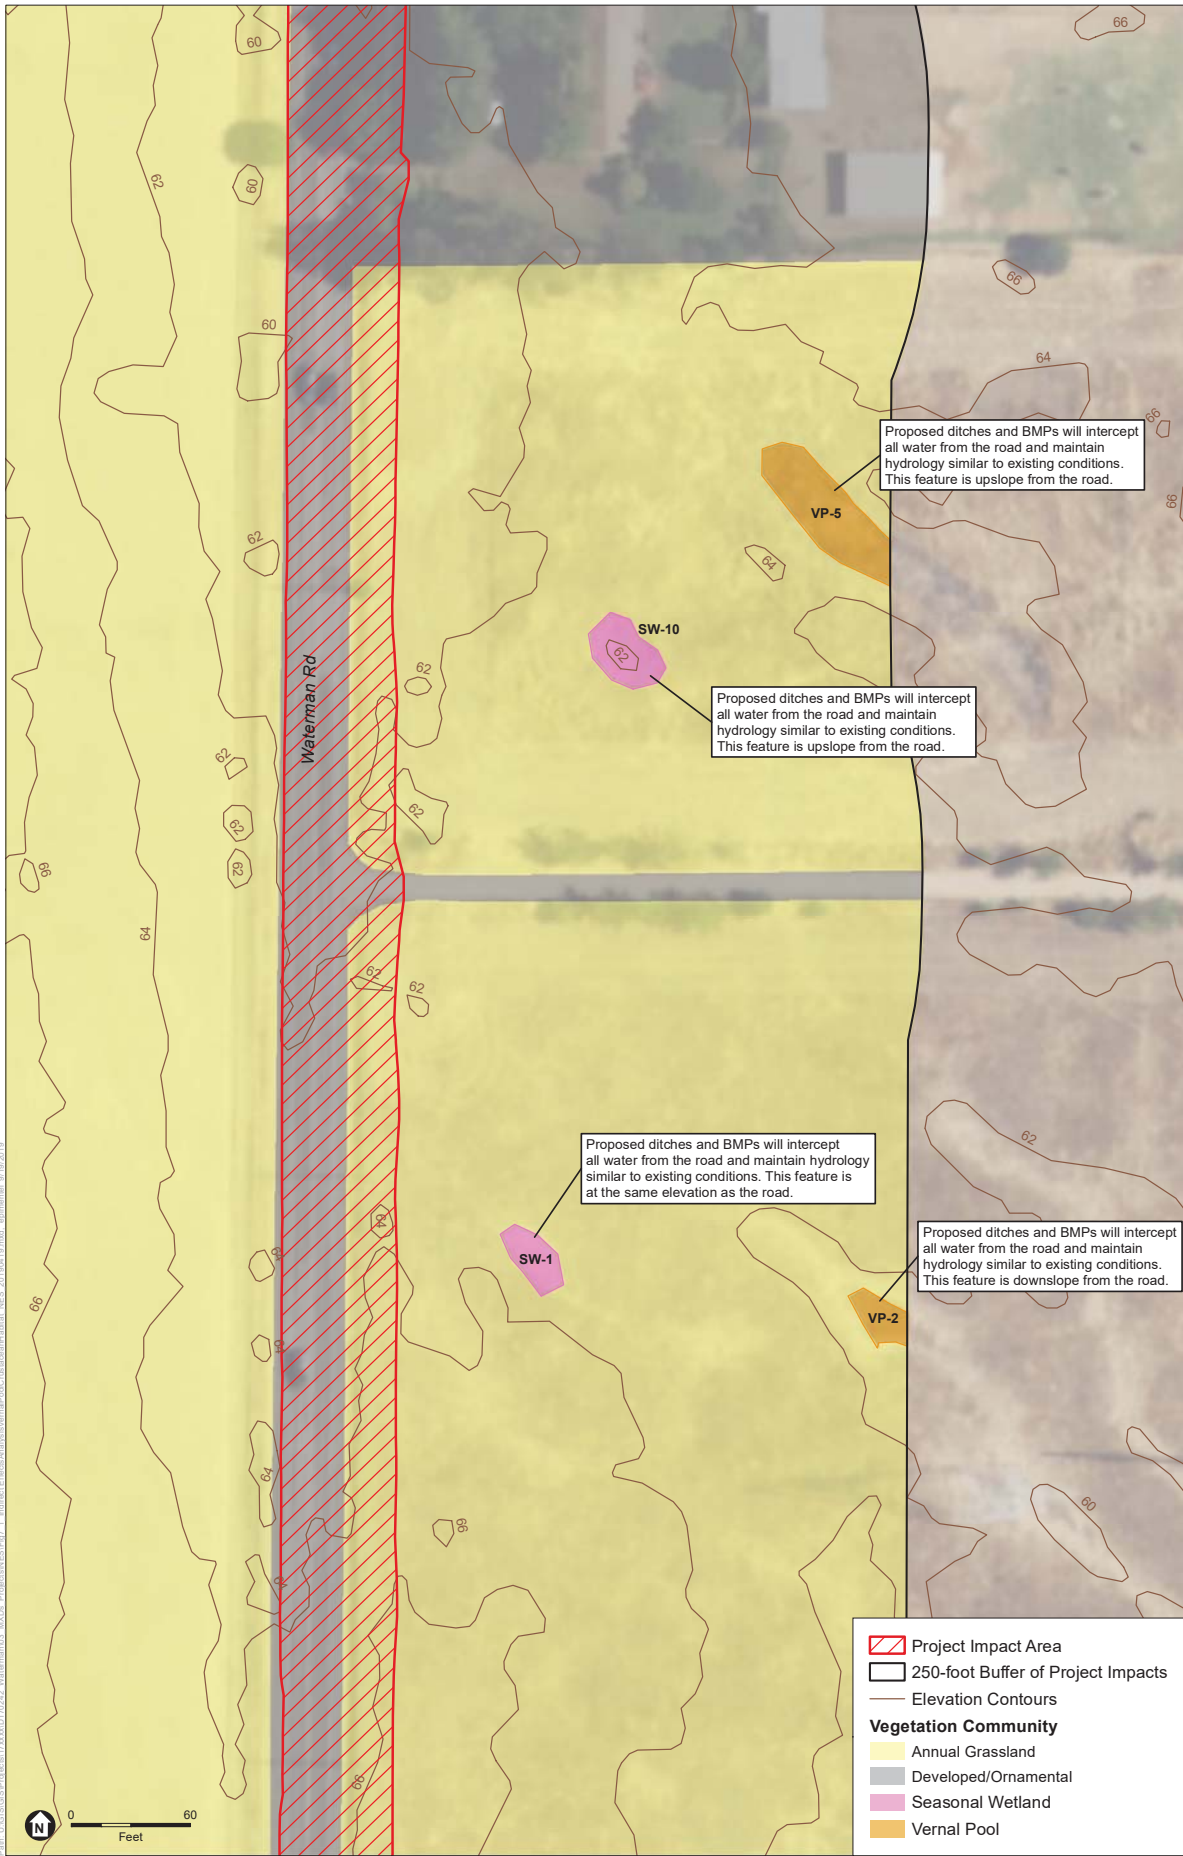 60
66
62
60
66
60
64
66
Proposed ditches and BMPs will intercept
all water from the road and maintain
hydrology similar to existing conditions.
This feature is upslope from the road.
66
VP-5
62
64
SW-10
62
62
Waterman Rd
Proposed ditches and BMPs will intercept
all water from the road and maintain
hydrology similar to existing conditions.
This feature is upslope from the road.
62
62
62
62
66
64
62
62
62
Proposed ditches and BMPs will intercept
all water from the road and maintain hydrology
similar to existing conditions. This feature is
at the same elevation as the road.
64
64
SW-1
Proposed ditches and BMPs will intercept
all water from the road and maintain
hydrology similar to existing conditions.
This feature is downslope from the road.
66
VP-2
64
64
60
66
64
66
Project Impact Area
250-foot Buffer of Project Impacts
Elevation Contours
Vegetation Community
Annual Grassland
Developed/Ornamental
Seasonal Wetland
Vernal Pool
N
0 60
Feet